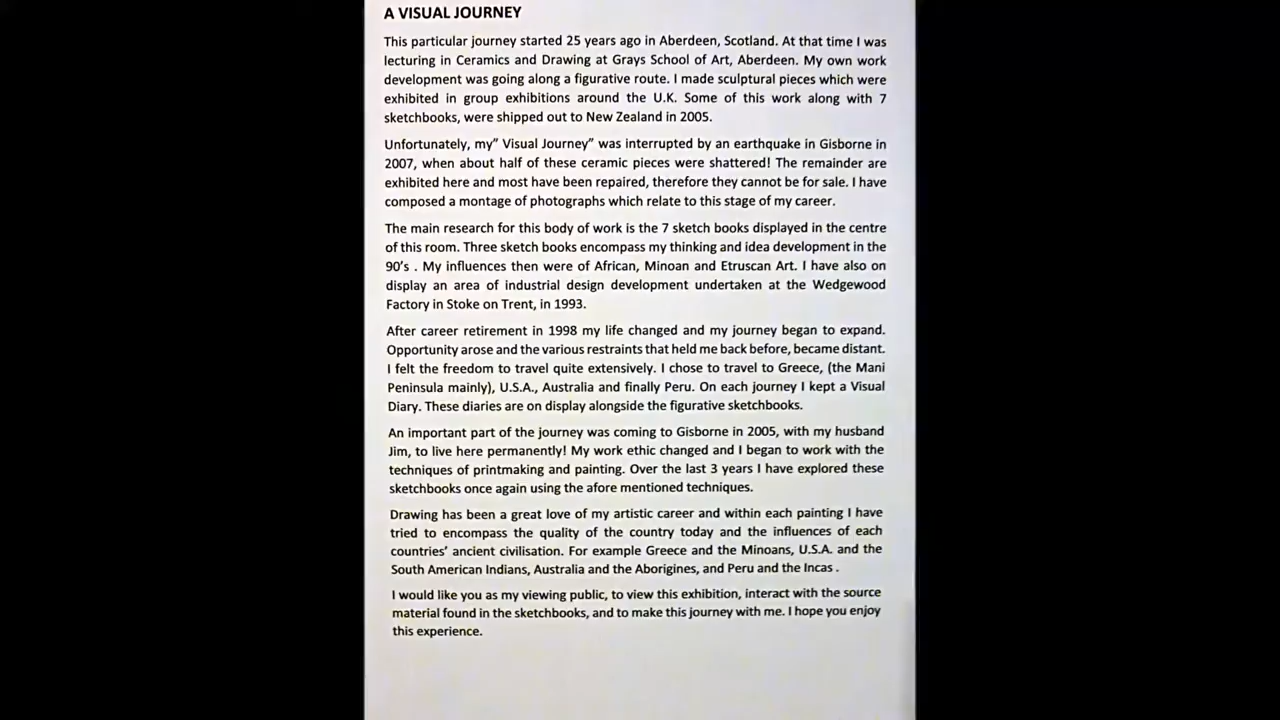 A VISUAL JOURNEY
This particular journey started 25 years ago in Aberdeen, Scotland. At that time I was
lecturing in Ceramics and Drawing at Grays School of Art, Aberdeen. My own work
development was going along a figurative route. I made sculptural pieces which were
exhibited in group exhibitions around the U.K. Some of this work along with 7
sketchbooks, were shipped out to New Zealand in 2005.
Unfortunately, my” Visual Journey” was interrupted by an earthquake in Gisborne in
2007, when about half of these ceramic pieces were shattered! The remainder are
exhibited here and most have been repaired, therefore they cannot be for sale. I have
composed a montage of photographs which relate to this stage of my career.
The main research for this body of work is the 7 sketch books displayed in the centre
of this room. Three sketch books encompass my thinking and idea development in the
90’s . My influences then were of African, Minoan and Etruscan Art. I have also on
display an area of industrial design development undertaken at the Wedgewood
Factory in Stoke on Trent, in 1993.
After career retirement in 1998 my life changed and my journey began to expand.
Opportunity arose and the various restraints that held me back before, became distant.
I felt the freedom to travel quite extensively. I chose to travel to Greece, (the Mani
Peninsula mainly), U.S.A., Australia and finally Peru. On each journey I kept a Visual
Diary. These diaries are on display alongside the figurative sketchbooks.
An important part of the journey was coming to Gisborne in 2005, with my husband
Jim, to live here permanently! My work ethic changed and I began to work with the
techniques of printmaking and painting. Over the last 3 years I have explored these
sketchbooks once again using the afore mentioned techniques.
Drawing has been a great love of my artistic career and within each painting I have
tried to encompass the quality of the country today and the influences of each
countries’ ancient civilisation. For example Greece and the Minoans, U.S.A. and the
South American Indians, Australia and the Aborigines, and Peru and the Incas .
I would like you as my viewing public, to view this exhibition, interact with the source
material found in the sketchbooks, and to make this journey with me. I hope you enjoy
this experience.